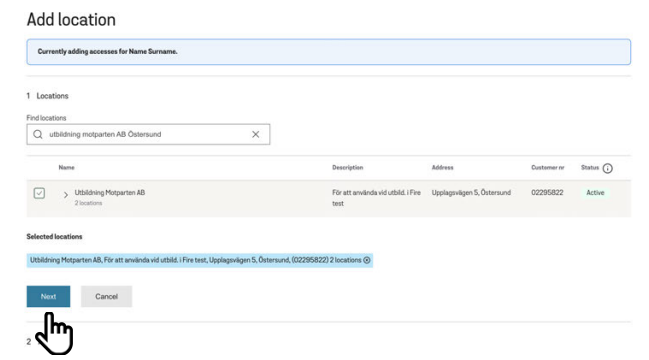 Add location
Currently adding accesses for Name Surname.
1 Locations
Find locations
utbildning motparten AB Östersund
Name Description Address Customer nr Status
Utbildning Motparten AB För att använda vid utbild. i Fire Upplagsvägen 5, Östersund 02295822 Active
2 locations test
Selected locations
Utbildning Motparten AB, För att använda vid utbild. i Fire test, Upplagsvägen 5, Östersund, (02295822) 2 locations
Next Cancel
2